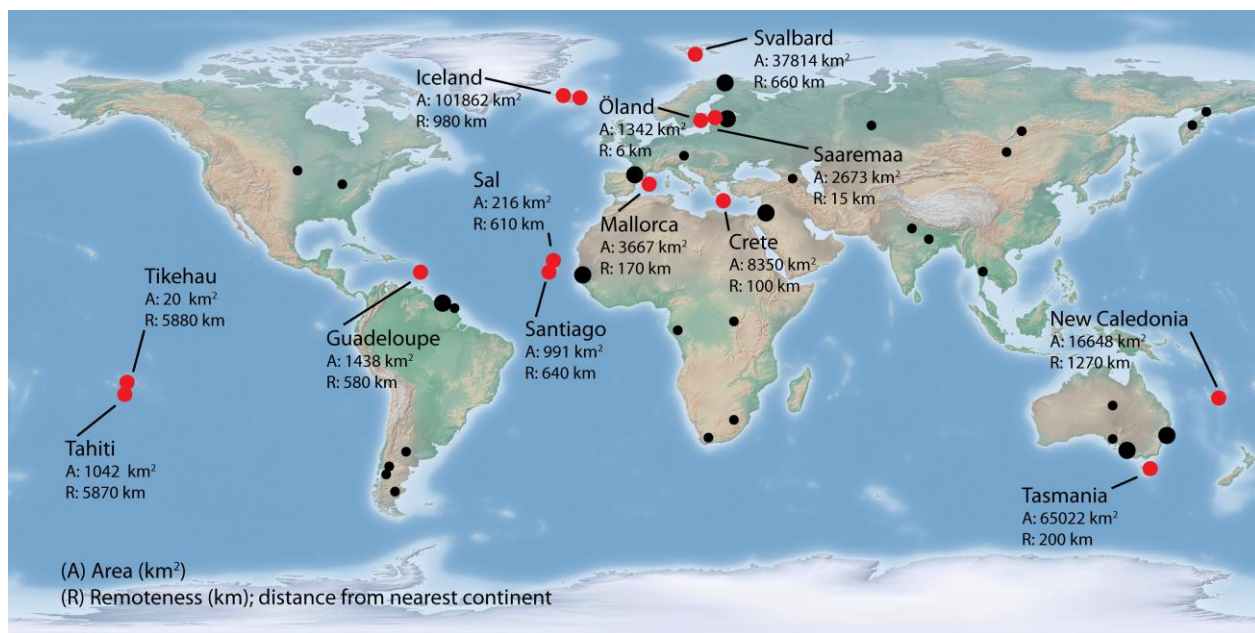 Svalbard
A: 37814 km²
R: 660 km
Iceland
A: 101862 km²
R: 980 km
Öland
A: 1342 km²
R: 6 km
Saaremaa
A: 2673 km²
R: 15 km
Sal
A: 216 km²
R: 610 km
Mallorca
A: 3667 km²
R: 170 km
Crete
A: 8350 km²
R: 100 km
Tikehau
A: 20 km²
R: 5880 km
Guadeloupe
A: 1438 km²
R: 580 km
Santiago
A: 991 km²
R: 640 km
New Caledonia
A: 16648 km²
R: 1270 km
Tahiti
A: 1042 km²
R: 5870 km
Tasmania
A: 65022 km²
R: 200 km
(A) Area (km²)
(R) Remoteness (km); distance from nearest continent